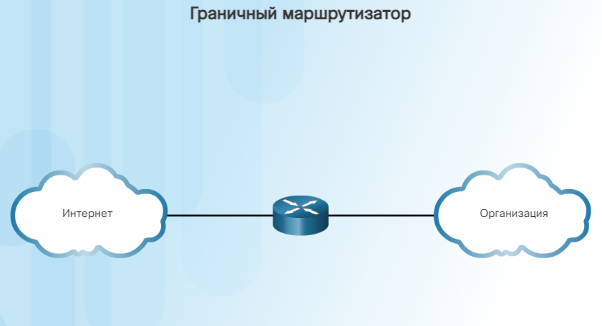 Граничный маршрутизатор
Интернет
Организация